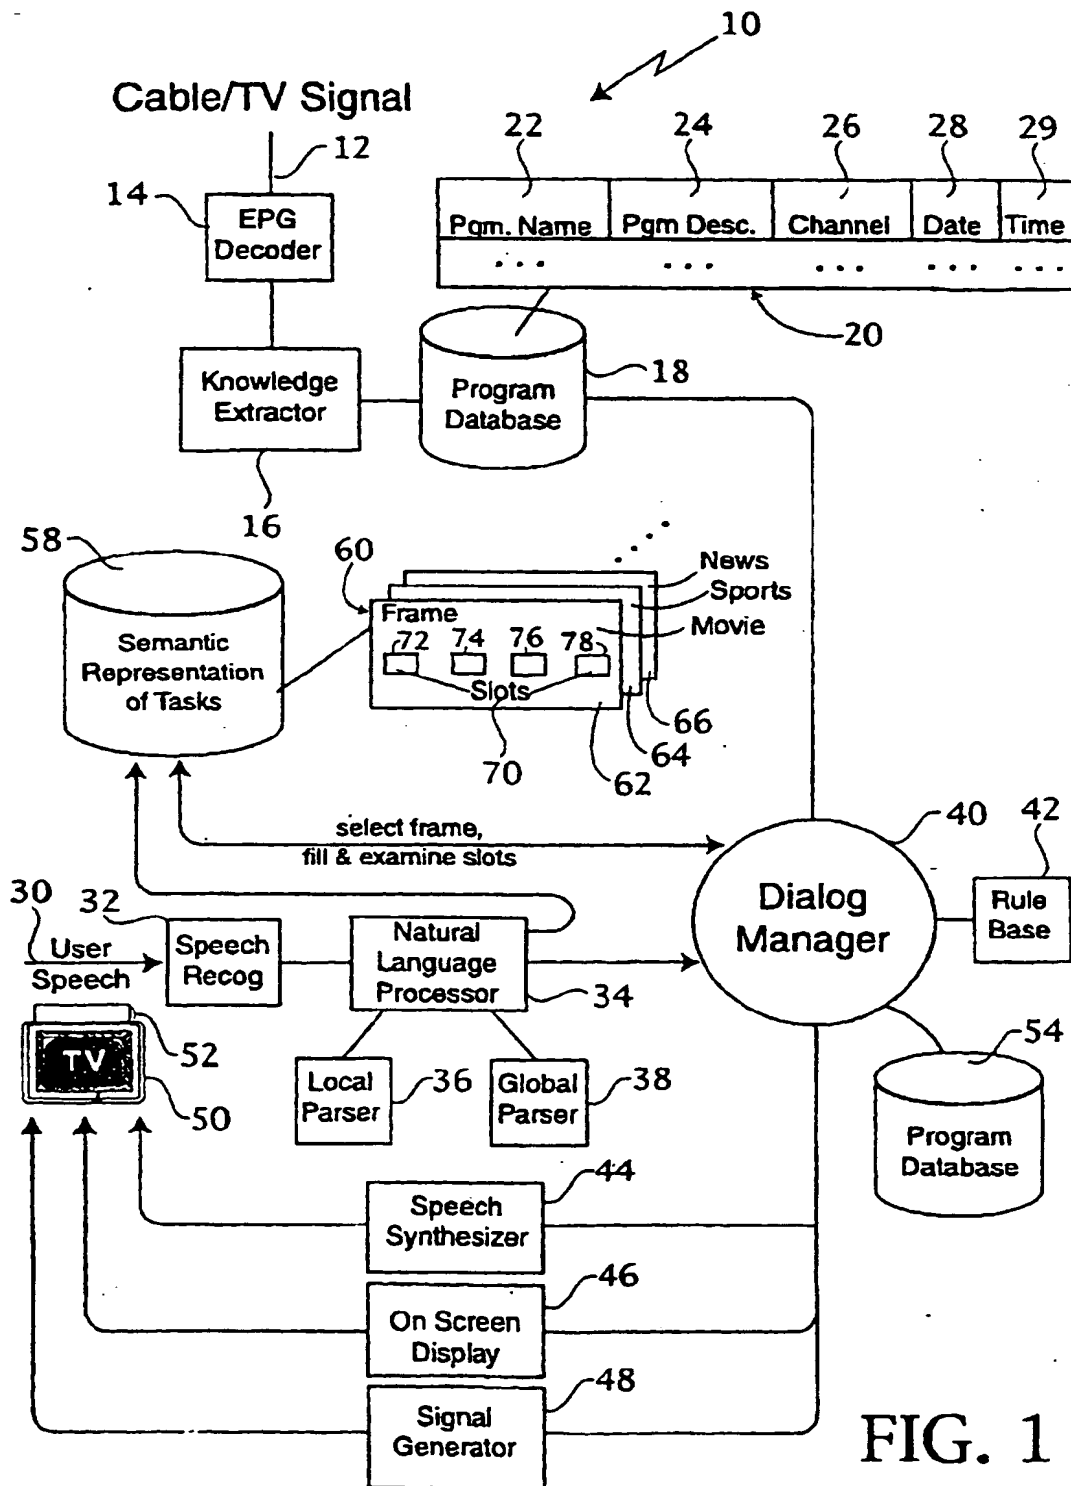 10
Cable/TV Signal
12
22 24 26 28 29
14
EPG
Decoder
Pgm. Name Pgm Desc. Channel Date Time
... ... ... ... ...
20
Knowledge
Extractor
16
Program
Database
18
58
Semantic
Representation
of Tasks
60
News
Sports
Movie
Frame
72 74 76 78
Slots
70
62
64
66
select frame,
fill & examine slots
40
42
Dialog
Manager
Rule
Base
30
User
Speech
32
Speech
Recog
Natural
Language
Processor
34
TV
52
50
Local
Parser
36
Global
Parser
38
54
Program
Database
44
Speech
Synthesizer
46
On Screen
Display
48
Signal
Generator
FIG. 1